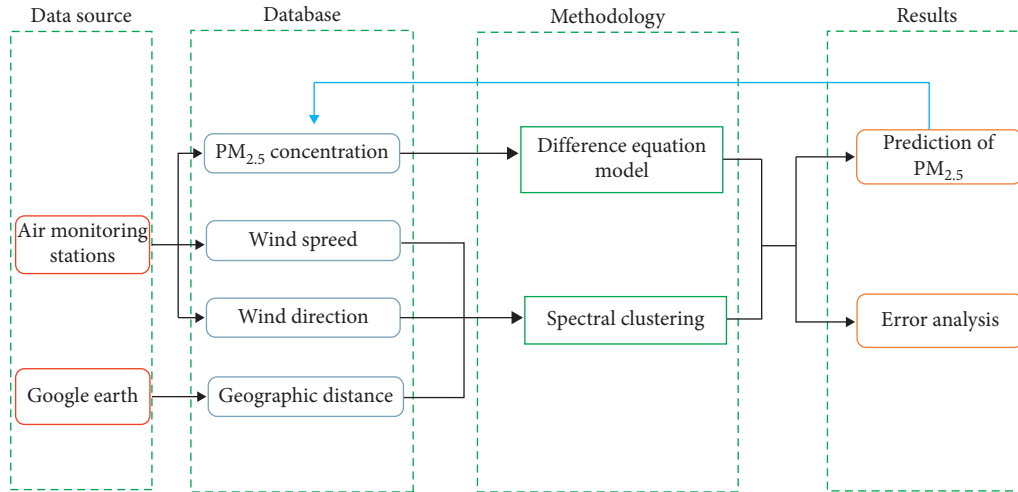 Data source
Database
Methodology
Results
Air monitoring
stations
Google earth
PM2.5 concentration
Wind spreed
Wind direction
Geographic distance
Difference equation
model
Spectral clustering
Prediction of
PM2.5
Error analysis